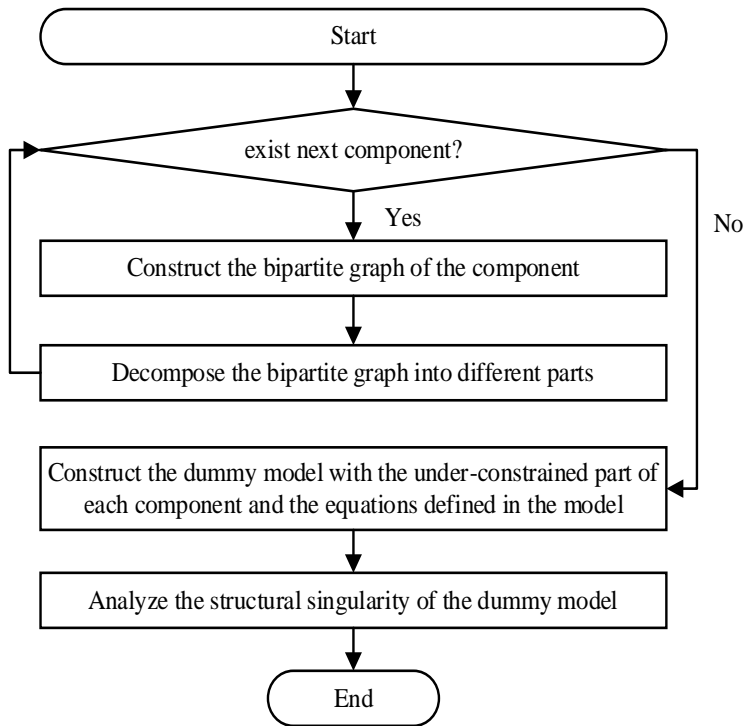 Start
exist next component?
Yes
No
Construct the bipartite graph of the component
Decompose the bipartite graph into different parts
Construct the dummy model with the under-constrained part of
each component and the equations defined in the model
Analyze the structural singularity of the dummy model
End